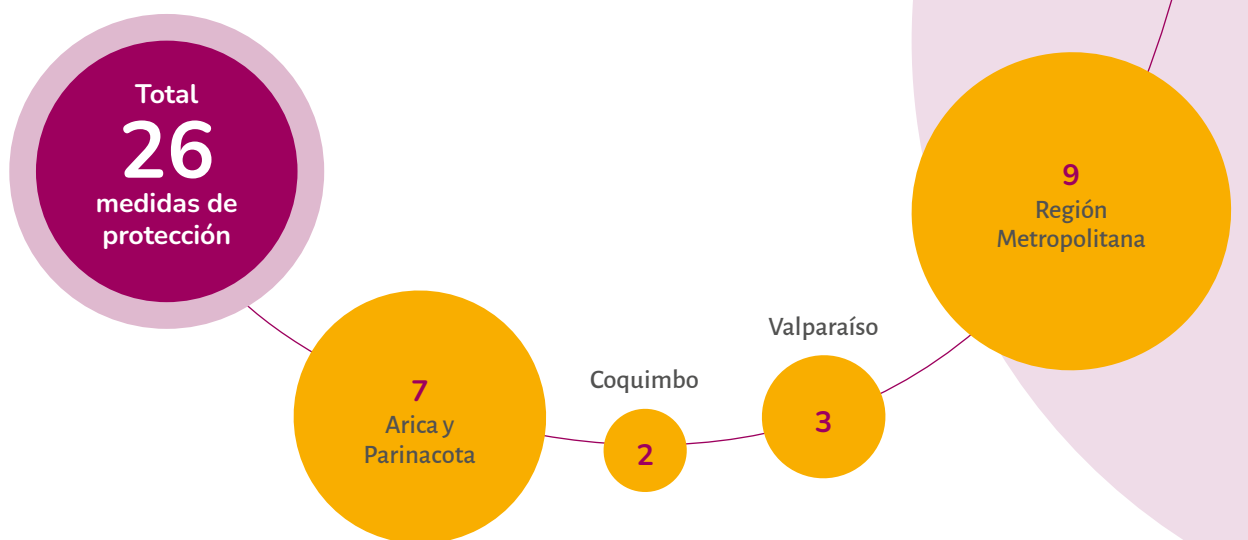 Total
26
medidas de
protección
7
Arica y
Parinacota
Coquimbo
2
Valparaíso
3
9
Región
Metropolitana